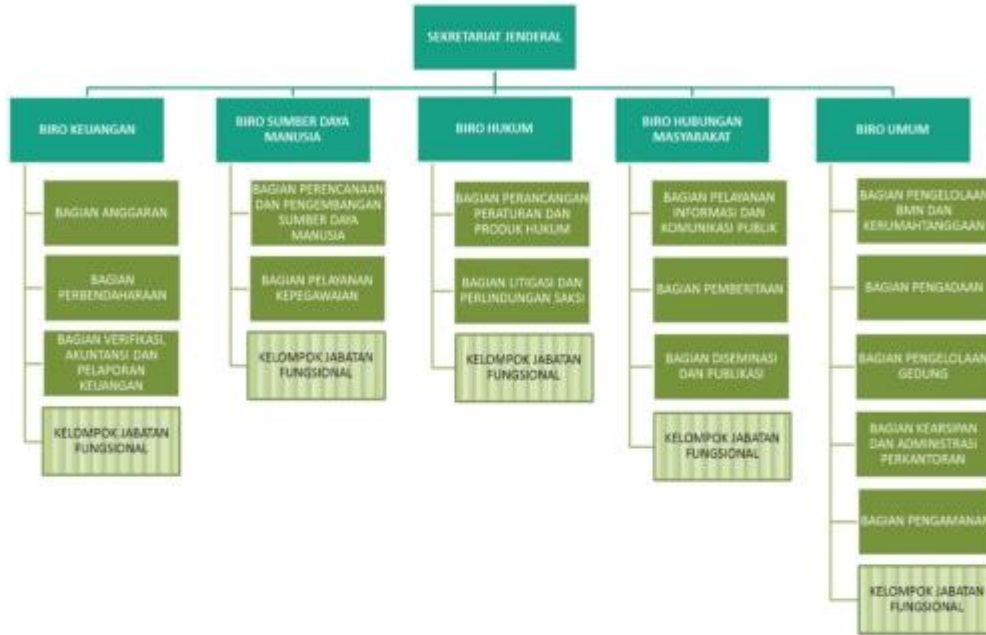 SEKRETARIAT JENDERAL
BIRO KEUANGAN
BIRO SUMBER DAYA
MANUSIA
BIRO HUKUM
BIRO HUBUNGAN
MASYARAKAT
BIRO UMUM
BAGIAN ANGGARAN
BAGIAN
PERBENDAHARAAN
BAGIAN VERIFIKASI,
AKUNTANSI DAN
PELAPORAN
KEUANGAN
KELOMPOK JABATAN
FUNGSIONAL
BAGIAN PERENCANAAN
DAN PENGEMBANGAN
SUMBER DAYA
MANUSIA
BAGIAN PELAYANAN
KEPEGAWAIAN
KELOMPOK JABATAN
FUNGSIONAL
BAGIAN PERANCANGAN
PERATURAN DAN
PRODUK HUKUM
BAGIAN LITIGASI DAN
PERLINDUNGAN SAKSI
KELOMPOK JABATAN
FUNGSIONAL
BAGIAN PELAYANAN
INFORMASI DAN
KOMUNIKASI PUBLIK
BAGIAN PEMBERITAAN
BAGIAN DISEMINASI
DAN PUBLIKASI
KELOMPOK JABATAN
FUNGSIONAL
BAGIAN PENGELOLAAN
BMN DAN
KERUMAHTANGGAAN
BAGIAN PENGADAAN
BAGIAN PENGELOLAAN
GEDUNG
BAGIAN KEARSIPAN
DAN ADMINISTRASI
PERKANTORAN
BAGIAN PENGAMANAN
KELOMPOK JABATAN
FUNGSIONAL